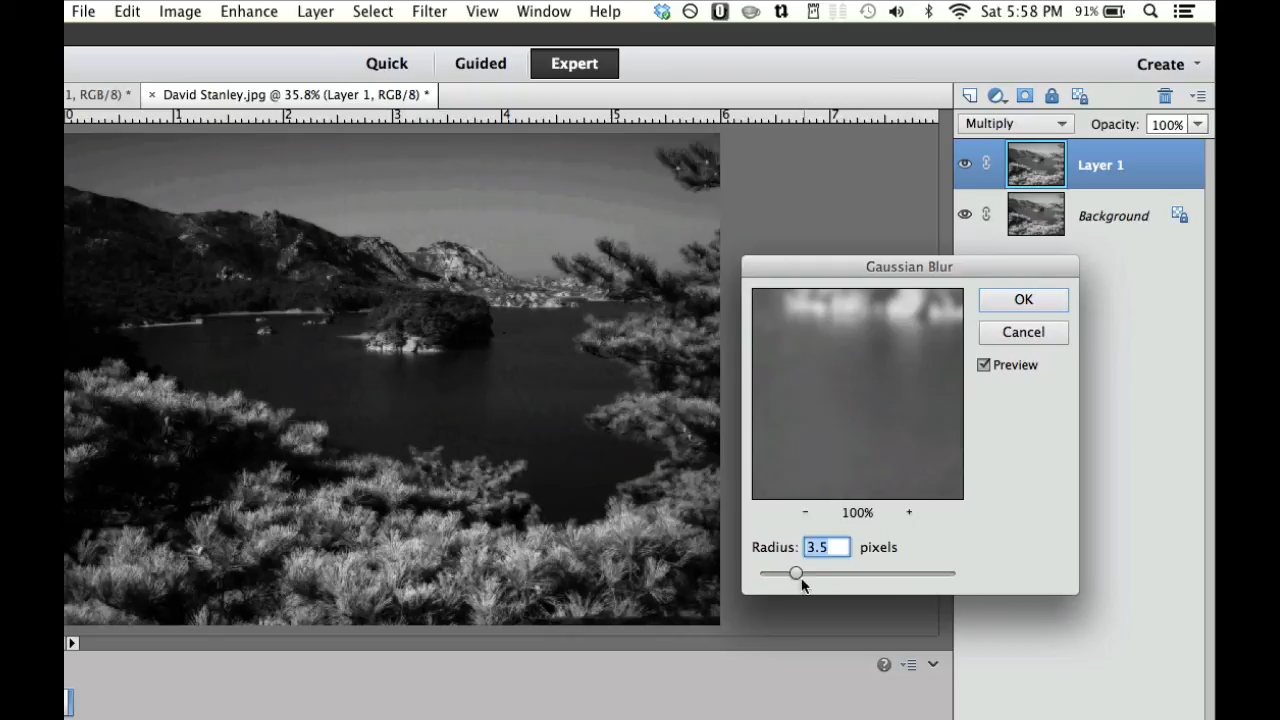 File Edit Image Enhance Layer Select Filter View Window Help Sat 5:58 PM 91%
Quick Guided Expert Create
1, RGB/8) * × David Stanley.jpg @ 35.8% (Layer 1, RGB/8) *
0 1 2 3 4 5 6 7
Multiply Opacity: 100%
Layer 1
Background
Gaussian Blur
OK
Cancel
Preview
- 100% +
Radius: 3.5 pixels